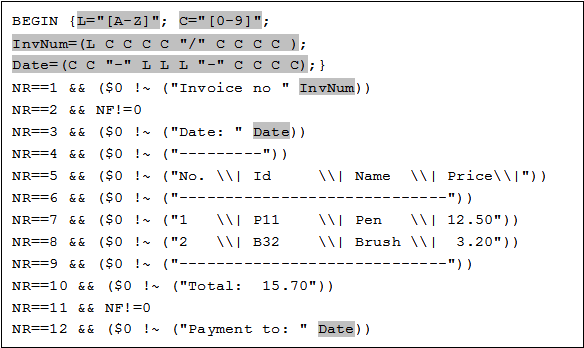 BEGIN {L="[A-Z]"; C="[0-9]";
InvNum=(L C C C C "/" C C C C );
Date=(C C "-" L L L "-" C C C C);}
NR==1 && ($0 !~ ("Invoice no " InvNum))
NR==2 && NF!=0
NR==3 && ($0 !~ ("Date: " Date))
NR==4 && ($0 !~ ("---------"))
NR==5 && ($0 !~ ("No. \\| Id     \\| Name  \\| Price\\|"))
NR==6 && ($0 !~ ("-----------------------------"))
NR==7 && ($0 !~ ("1   \\| P11    \\| Pen   \\| 12.50"))
NR==8 && ($0 !~ ("2   \\| B32    \\| Brush \\|  3.20"))
NR==9 && ($0 !~ ("-----------------------------"))
NR==10 && ($0 !~ ("Total:  15.70"))
NR==11 && NF!=0
NR==12 && ($0 !~ ("Payment to: " Date))